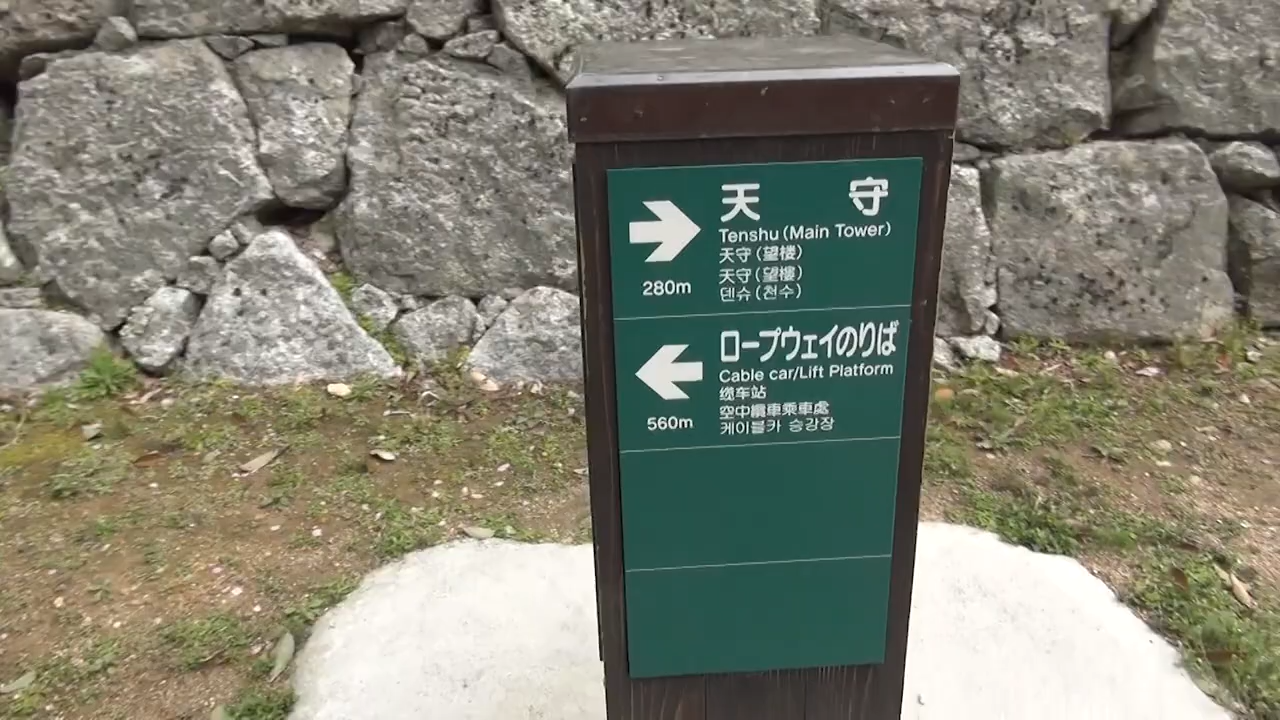 天守
Tenshu (Main Tower)
天守（望楼）
天守（望樓）
덴슈 (천수)
280m
ロープウェイのりば
Cable car/Lift Platform
缆车站
空中纜車乘車處
케이블카 승강장
560m